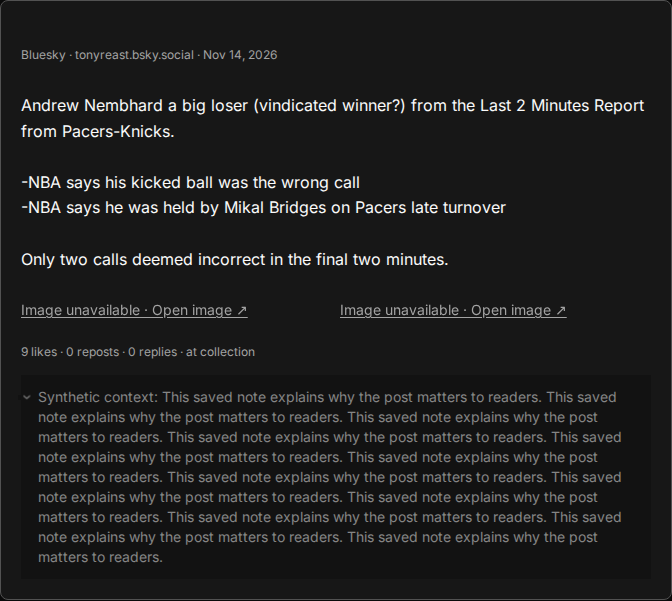 Bluesky · tonyreast.bsky.social · Nov 14, 2026
Andrew Nembhard a big loser (vindicated winner?) from the Last 2 Minutes Report
from Pacers-Knicks.
-NBA says his kicked ball was the wrong call
-NBA says he was held by Mikal Bridges on Pacers late turnover
Only two calls deemed incorrect in the final two minutes.
Image unavailable · Open image ↗ Image unavailable · Open image ↗
9 likes · 0 reposts · 0 replies · at collection
Synthetic context: This saved note explains why the post matters to readers. This saved
note explains why the post matters to readers. This saved note explains why the post
matters to readers. This saved note explains why the post matters to readers. This saved
note explains why the post matters to readers. This saved note explains why the post
matters to readers. This saved note explains why the post matters to readers. This saved
note explains why the post matters to readers. This saved note explains why the post
matters to readers. This saved note explains why the post matters to readers. This saved
note explains why the post matters to readers. This saved note explains why the post
matters to readers.